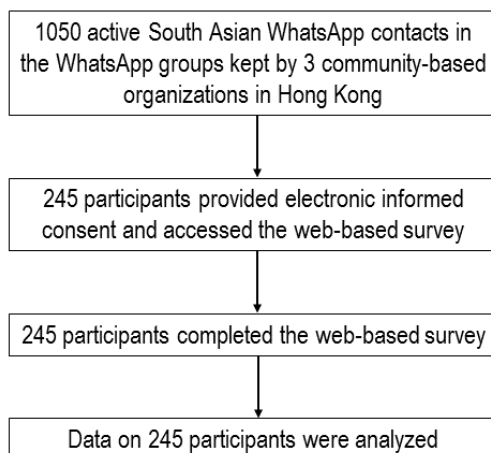 1050 active South Asian WhatsApp contacts in
the WhatsApp groups kept by 3 community-based
organizations in Hong Kong
245 participants provided electronic informed
consent and accessed the web-based survey
245 participants completed the web-based survey
Data on 245 participants were analyzed